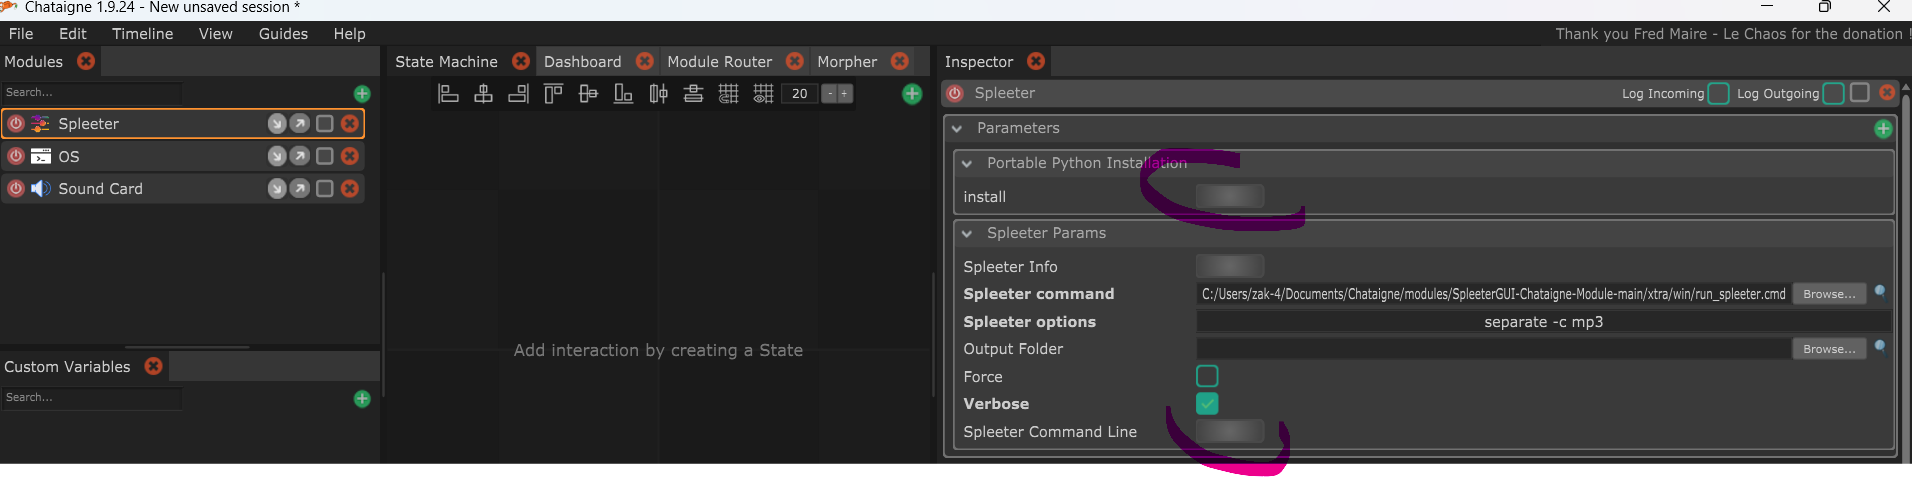 Chataigne 1.9.24 - New unsaved session *
File Edit Timeline View Guides Help
Thank you Fred Maire - Le Chaos for the donation !
Modules
Search...
Spleeter
OS
Sound Card
Custom Variables
Search...
State Machine Dashboard Module Router Morpher
20 - +
Add interaction by creating a State
Inspector
Spleeter Log Incoming Log Outgoing
Parameters
Portable Python Installation
install
Spleeter Params
Spleeter Info
Spleeter command C:/Users/zak-4/Documents/Chataigne/modules/SpleeterGUI-Chataigne-Module-main/xtra/win/run_spleeter.cmd Browse...
Spleeter options separate -c mp3
Output Folder Browse...
Force
Verbose
Spleeter Command Line